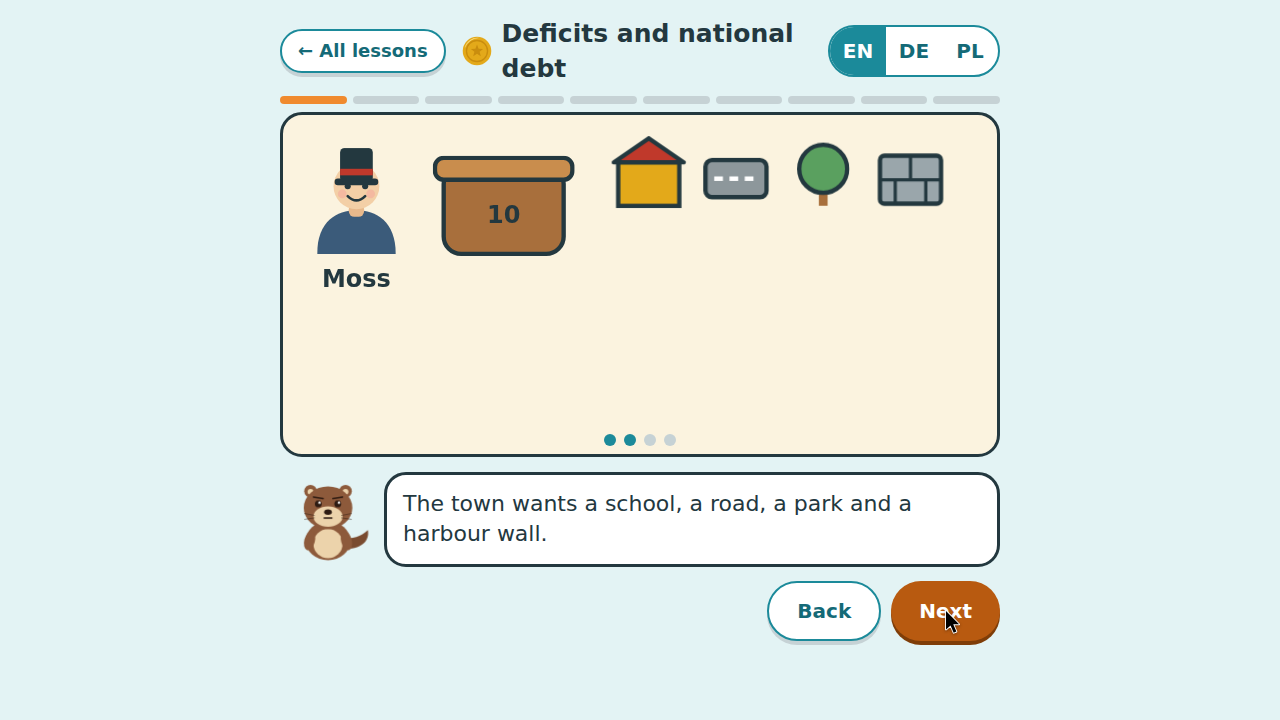 ← All lessons
Deficits and national
debt
EN DE PL
10
Moss
The town wants a school, a road, a park and a
harbour wall.
Back
Next